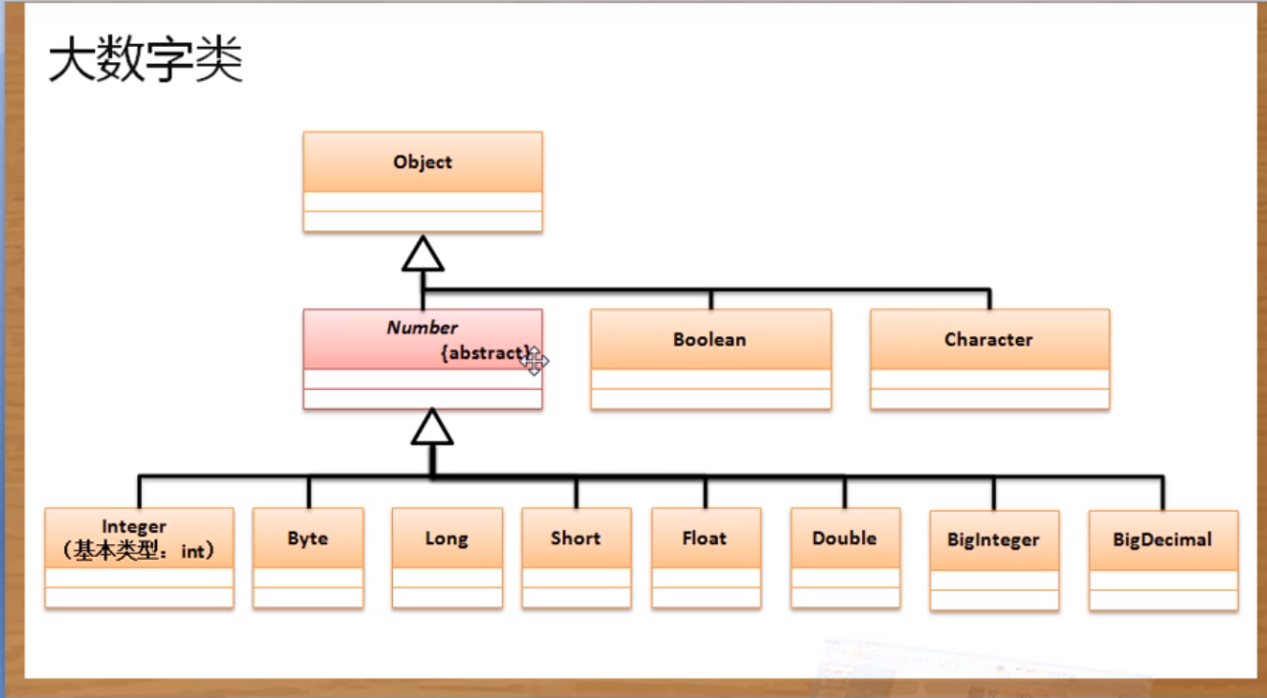 大数字类
Object
Number
{abstract}
Boolean
Character
Integer
（基本类型：int）
Byte
Long
Short
Float
Double
BigInteger
BigDecimal